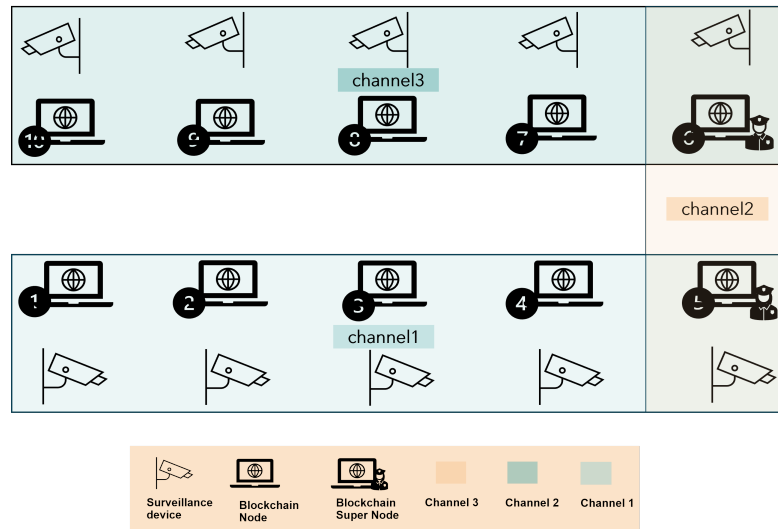 channel3
10 9 8 7 6
channel2
1 2 3 4 5
channel1
Surveillance device
Blockchain Node
Blockchain Super Node
Channel 3
Channel 2
Channel 1